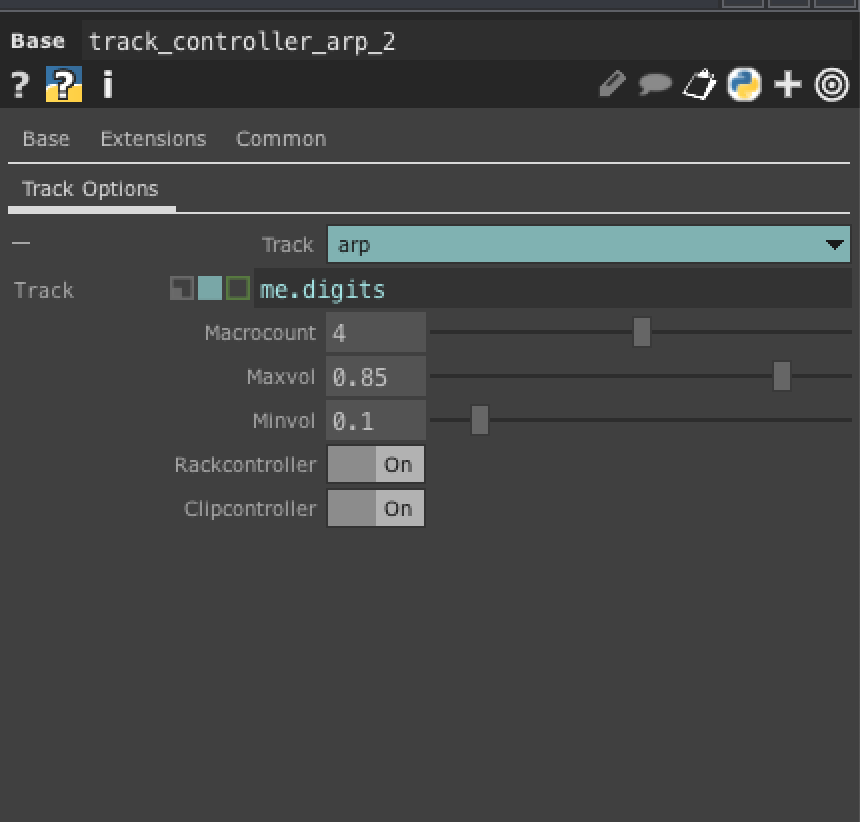 Base track_controller_arp_2
? ? i
Base Extensions Common
Track Options
Track arp
Track me.digits
Macrocount 4
Maxvol 0.85
Minvol 0.1
Rackcontroller On
Clipcontroller On